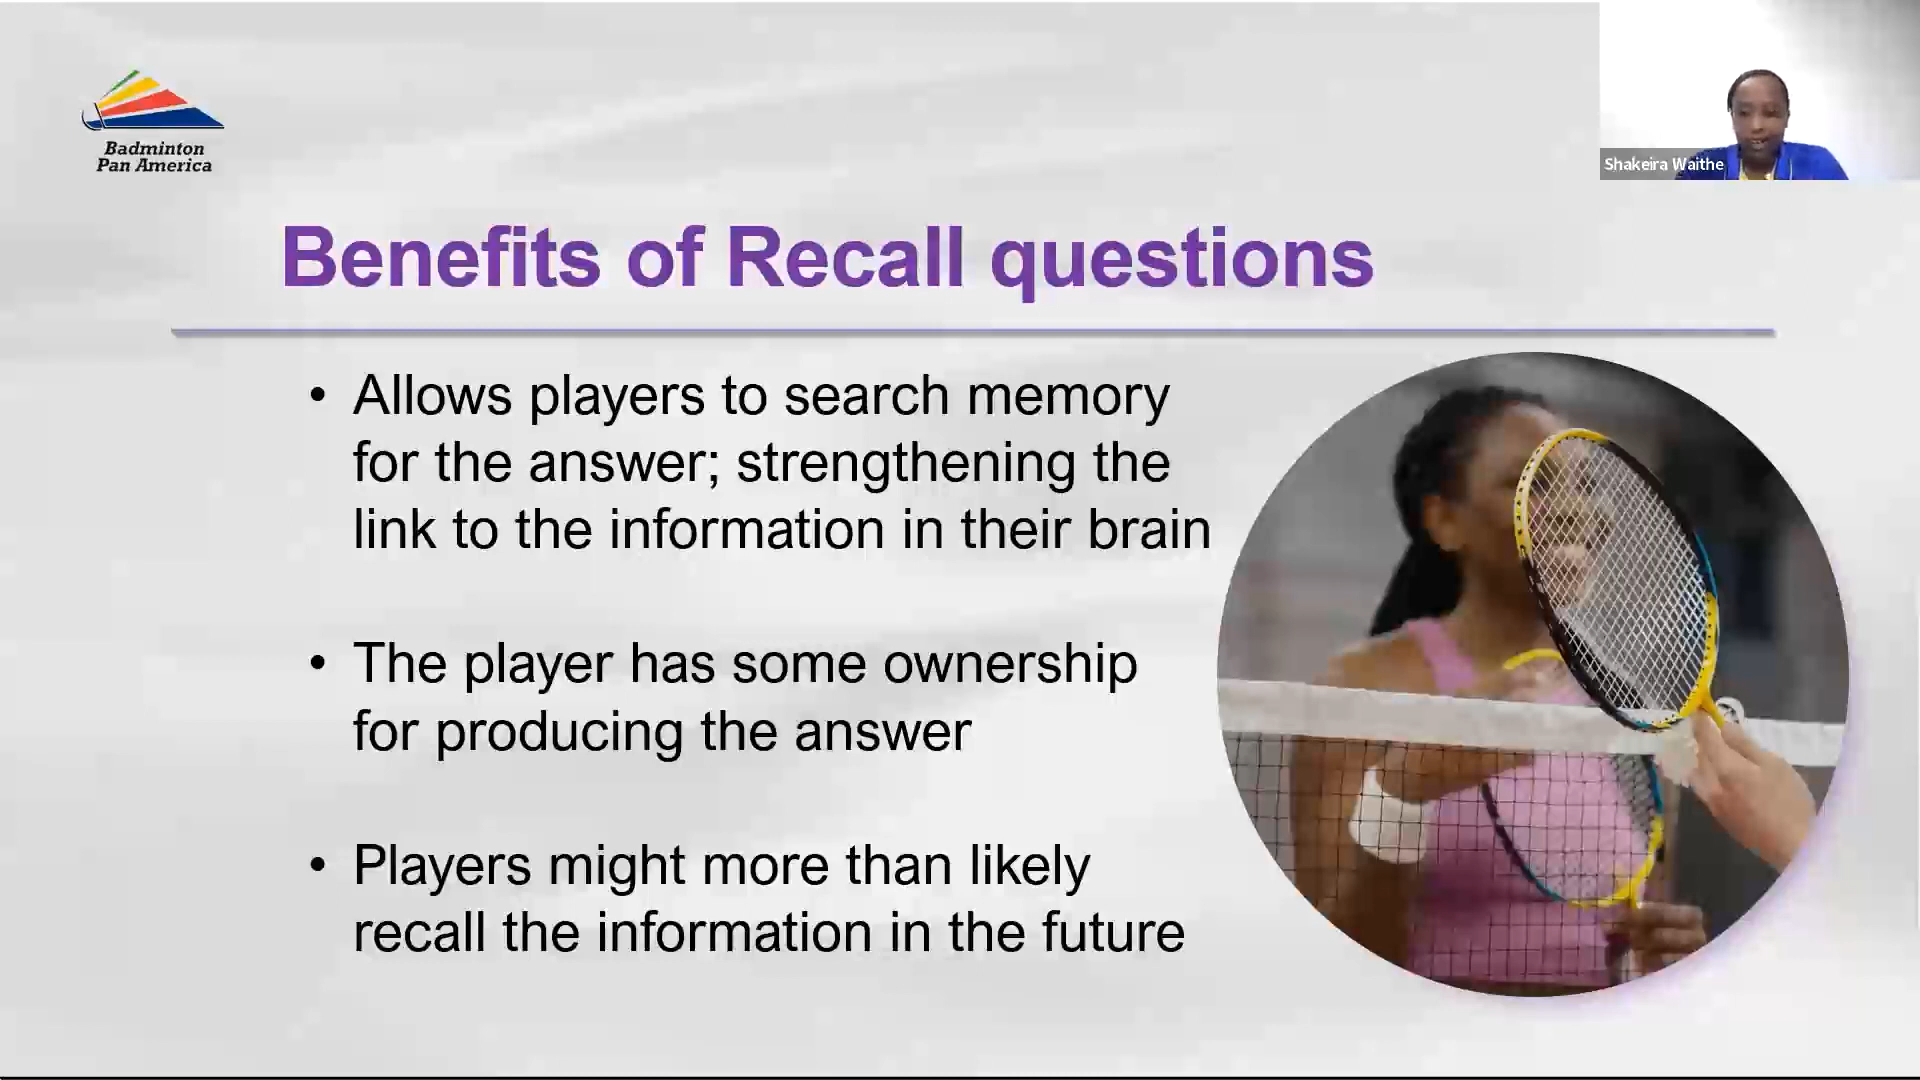 Badminton
Pan America
Shakeira Waithe
Benefits of Recall questions
• Allows players to search memory
for the answer; strengthening the
link to the information in their brain
• The player has some ownership
for producing the answer
• Players might more than likely
recall the information in the future